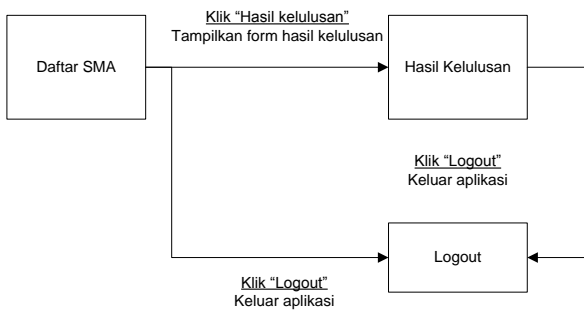 Klik “Hasil kelulusan”
Tampilkan form hasil kelulusan
Daftar SMA
Hasil Kelulusan
Klik “Logout”
Keluar aplikasi
Logout
Klik “Logout”
Keluar aplikasi